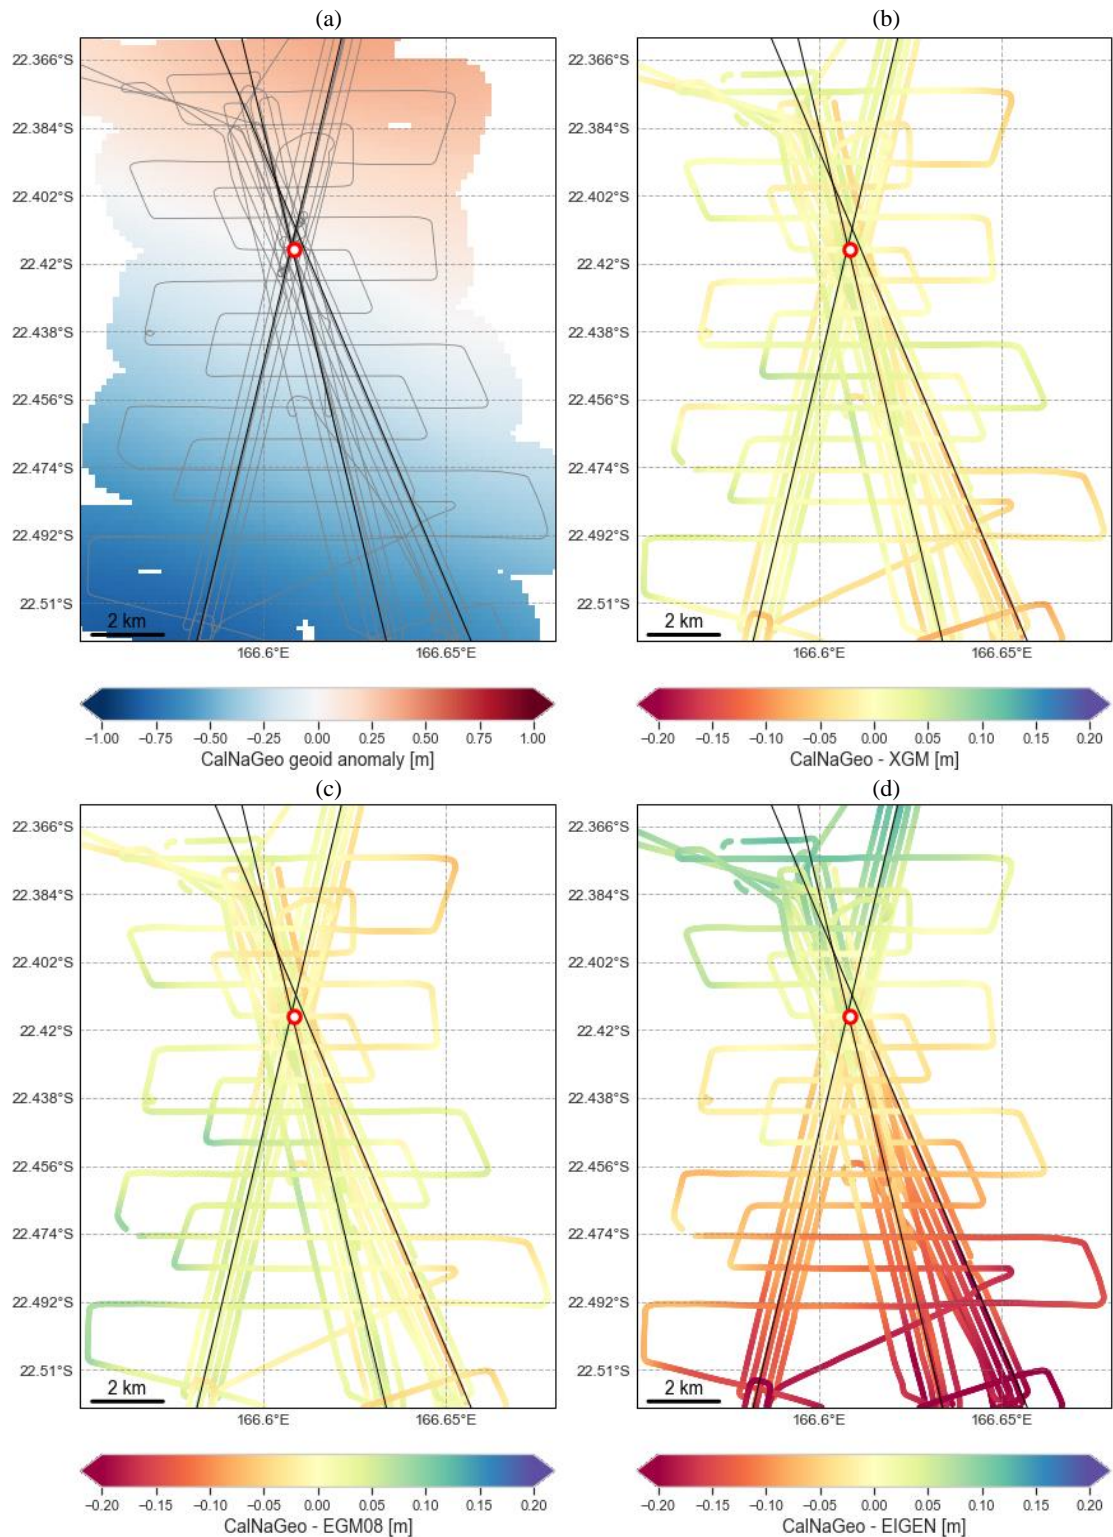 (a)
(b)
22.366°S
22.384°S
22.402°S
22.42°S
22.438°S
22.456°S
22.474°S
22.492°S
22.51°S
2 km
166.6°E
166.65°E
−1.00 −0.75 −0.50 −0.25 0.00 0.25 0.50 0.75 1.00
CalNaGeo geoid anomaly [m]
22.366°S
22.384°S
22.402°S
22.42°S
22.438°S
22.456°S
22.474°S
22.492°S
22.51°S
2 km
166.6°E
166.65°E
−0.20 −0.15 −0.10 −0.05 0.00 0.05 0.10 0.15 0.20
CalNaGeo - XGM [m]
(c)
(d)
22.366°S
22.384°S
22.402°S
22.42°S
22.438°S
22.456°S
22.474°S
22.492°S
22.51°S
2 km
166.6°E
166.65°E
−0.20 −0.15 −0.10 −0.05 0.00 0.05 0.10 0.15 0.20
CalNaGeo - EGM08 [m]
22.366°S
22.384°S
22.402°S
22.42°S
22.438°S
22.456°S
22.474°S
22.492°S
22.51°S
2 km
166.6°E
166.65°E
−0.20 −0.15 −0.10 −0.05 0.00 0.05 0.10 0.15 0.20
CalNaGeo - EIGEN [m]